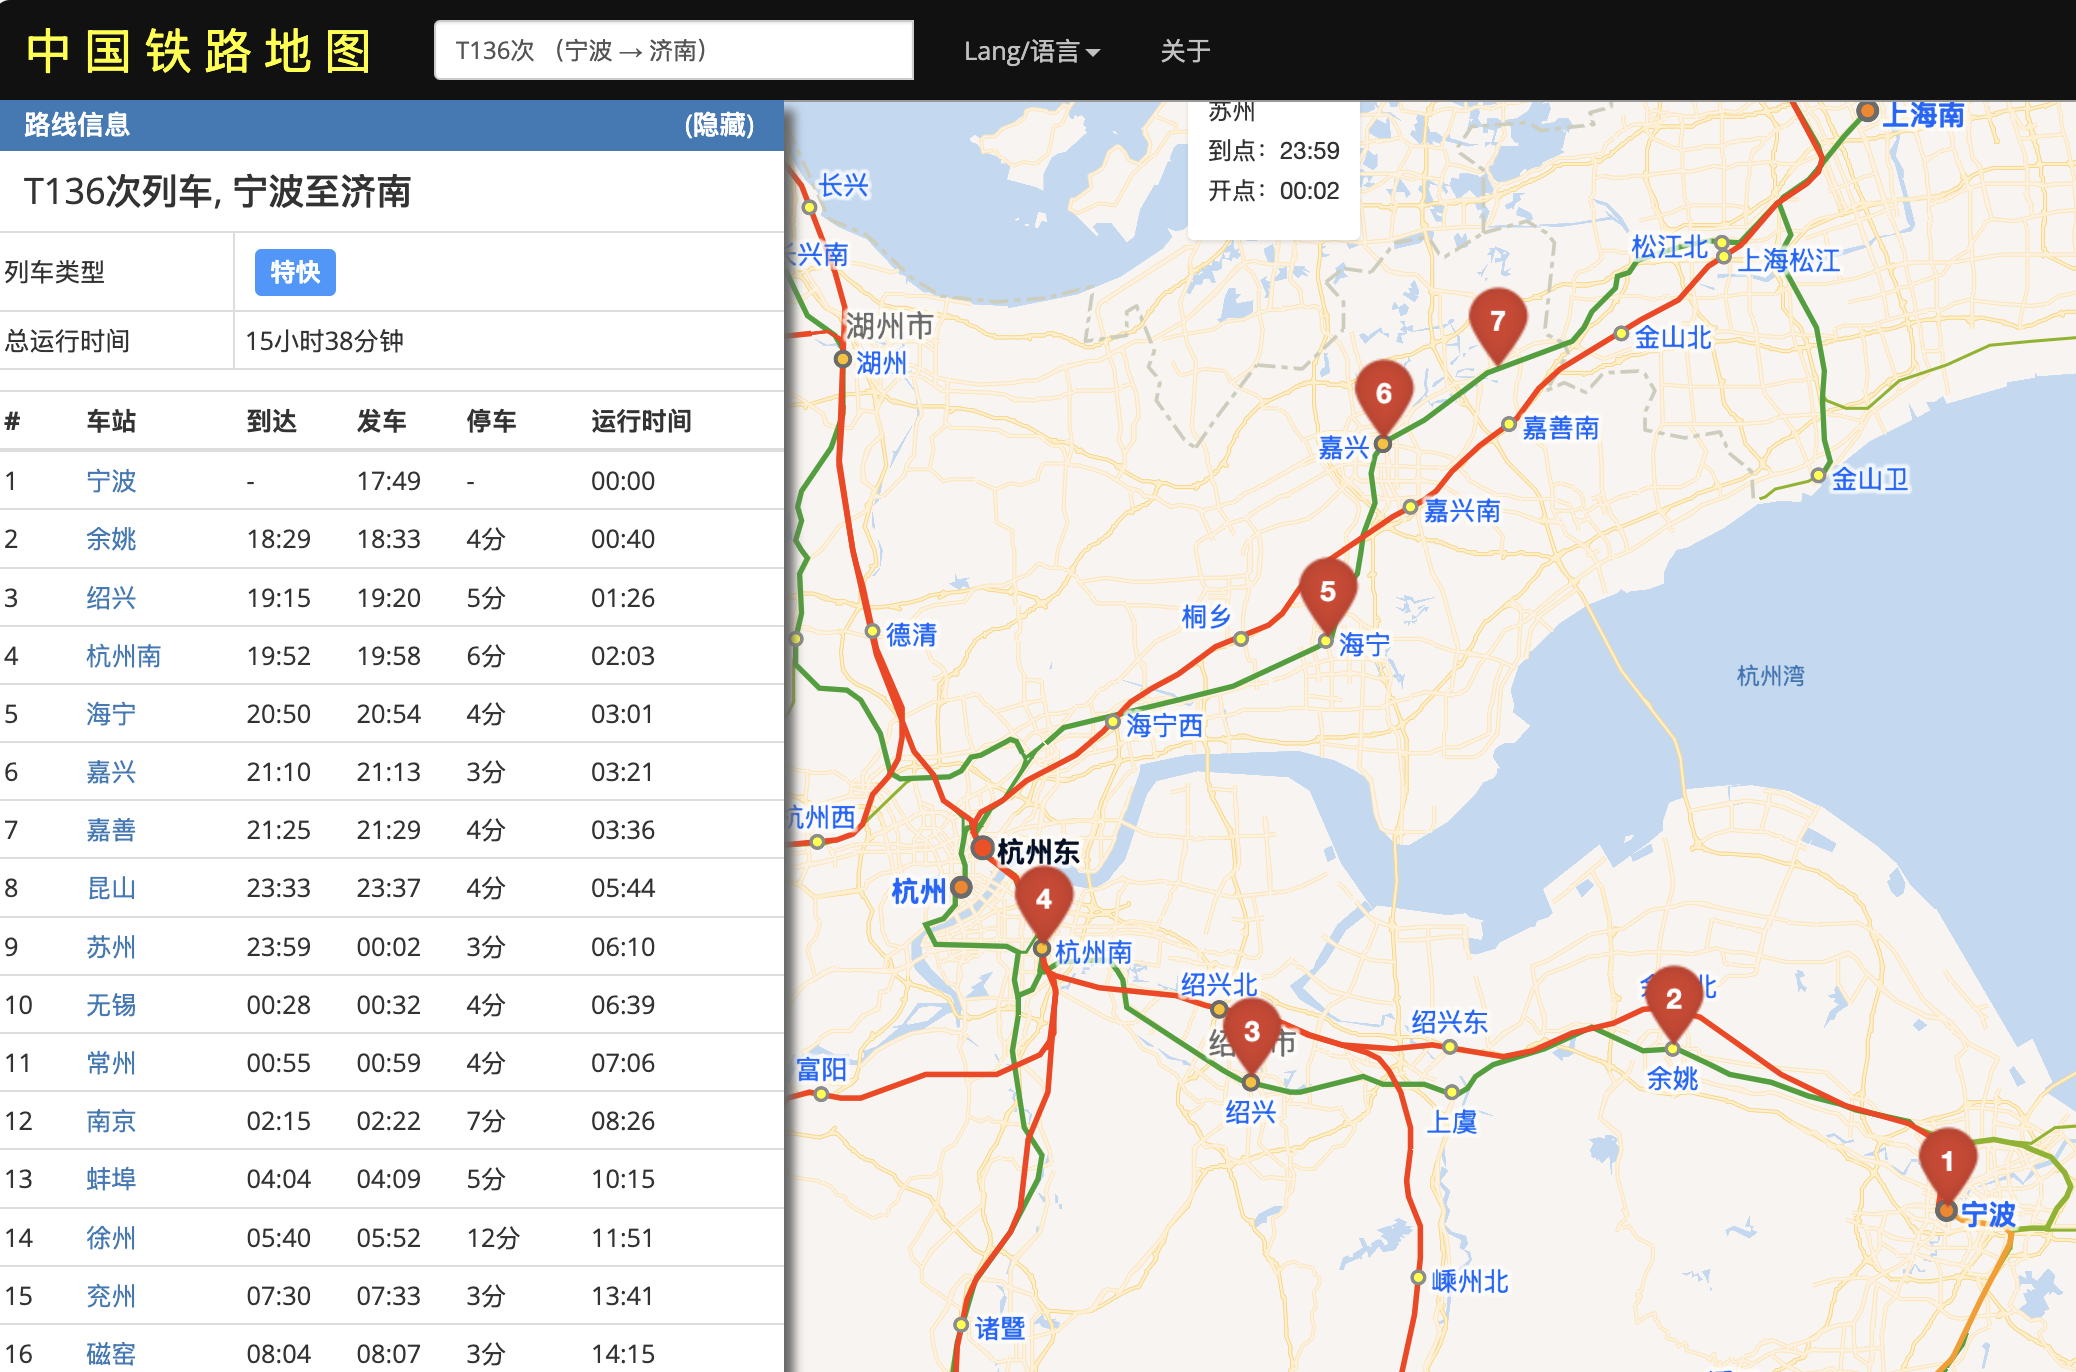 中国铁路地图
T136次 （宁波 → 济南）
Lang/语言
关于
路线信息
(隐藏)
T136次列车, 宁波至济南
列车类型 特快
总运行时间 15小时38分钟
# 车站 到达 发车 停车 运行时间
1 宁波 - 17:49 - 00:00
2 余姚 18:29 18:33 4分 00:40
3 绍兴 19:15 19:20 5分 01:26
4 杭州南 19:52 19:58 6分 02:03
5 海宁 20:50 20:54 4分 03:01
6 嘉兴 21:10 21:13 3分 03:21
7 嘉善 21:25 21:29 4分 03:36
8 昆山 23:33 23:37 4分 05:44
9 苏州 23:59 00:02 3分 06:10
10 无锡 00:28 00:32 4分 06:39
11 常州 00:55 00:59 4分 07:06
12 南京 02:15 02:22 7分 08:26
13 蚌埠 04:04 04:09 5分 10:15
14 徐州 05:40 05:52 12分 11:51
15 兖州 07:30 07:33 3分 13:41
16 磁窑 08:04 08:07 3分 14:15
苏州
到点：23:59
开点：00:02
上海南
长兴
长兴南
松江北
上海松江
湖州市
湖州
7
金山北
6
嘉兴
嘉善南
金山卫
嘉兴南
5
桐乡
海宁
德清
杭州湾
海宁西
杭州西
杭州东
杭州
4
杭州南
绍兴北
2
绍兴东
3
富阳
余姚
绍兴
上虞
1
宁波
嵊州北
诸暨